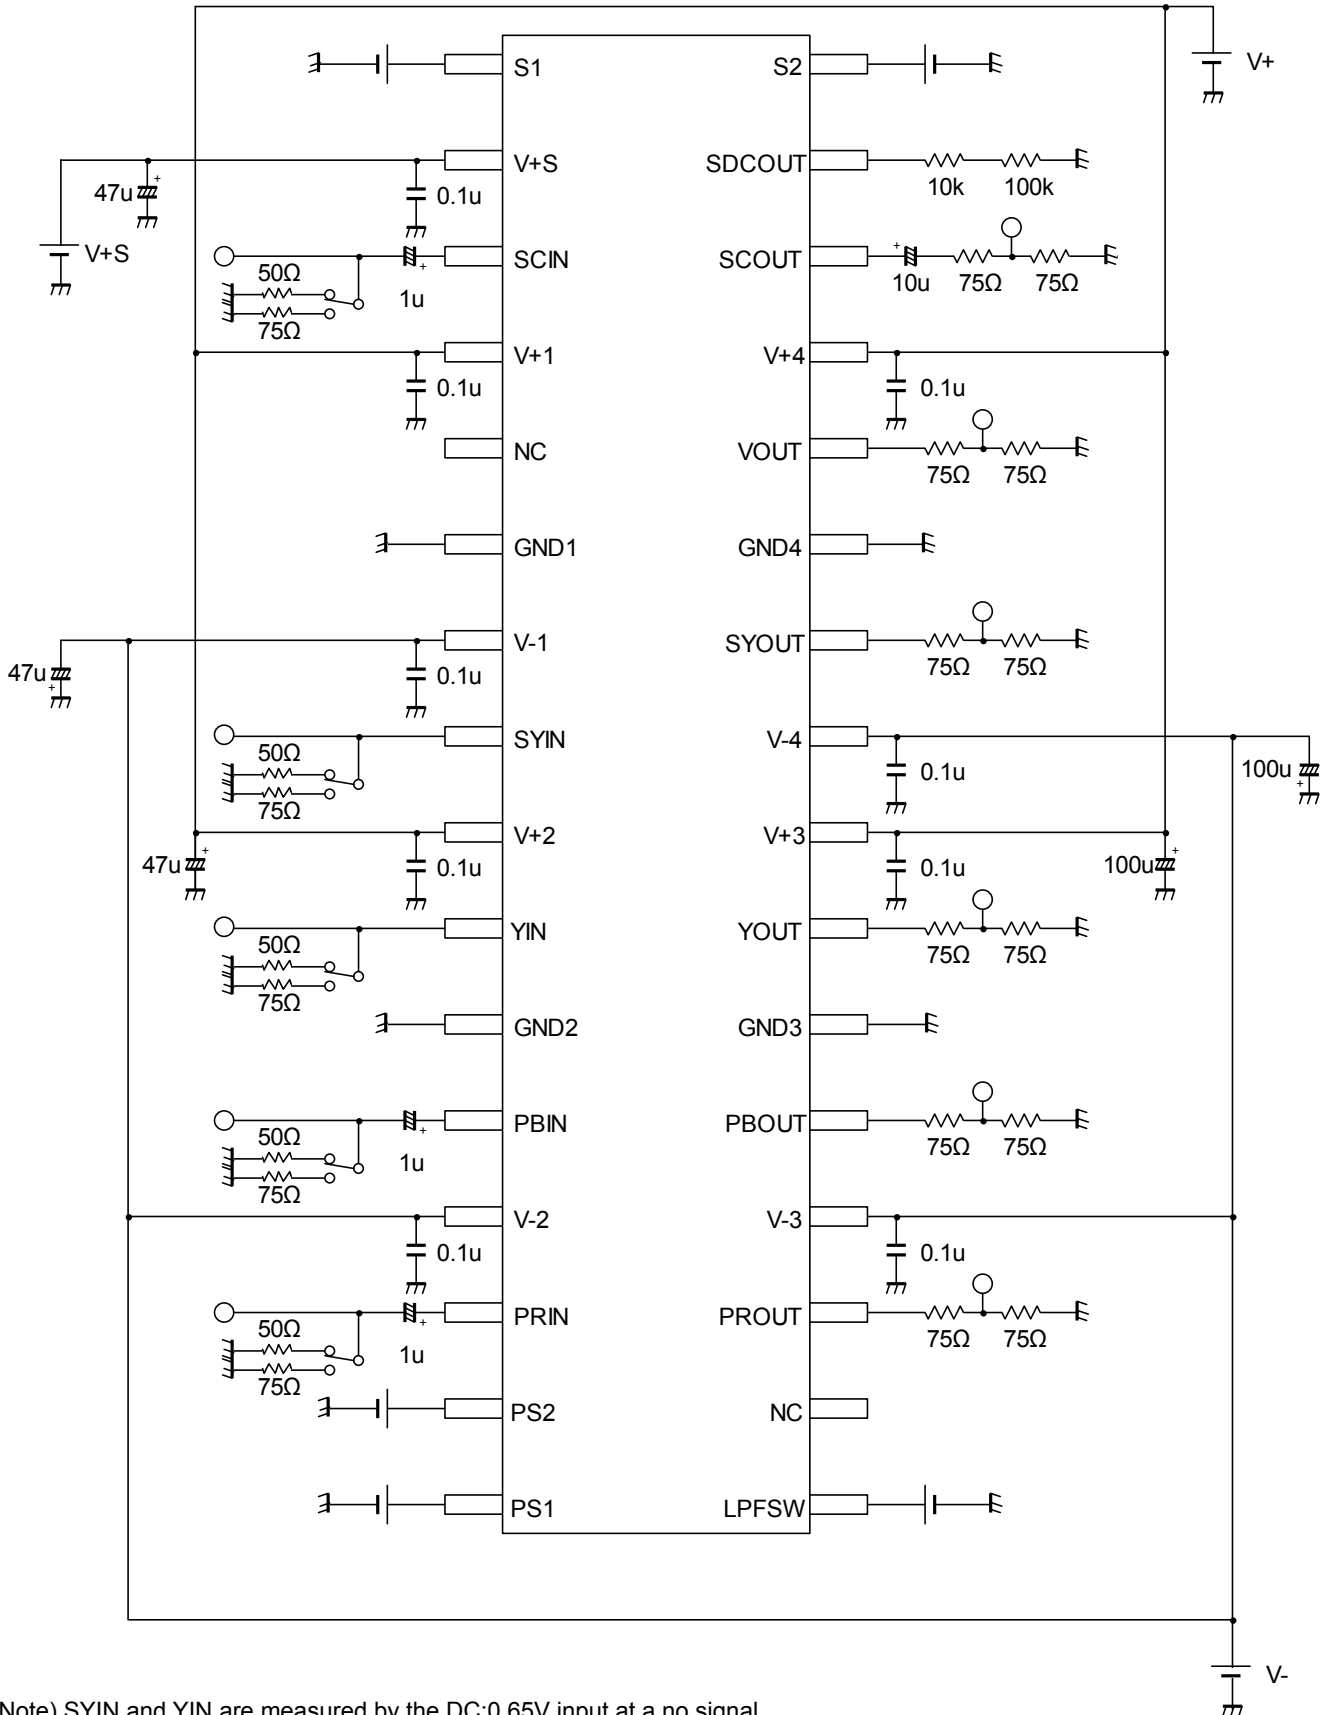 V+
S1
S2
V+S
SDCOUT
47u
0.1u
10k
100k
V+S
SCIN
SCOUT
50Ω
1u
10u
75Ω
75Ω
75Ω
V+1
V+4
0.1u
0.1u
NC
VOUT
75Ω
75Ω
GND1
GND4
V-1
SYOUT
47u
0.1u
75Ω
75Ω
SYIN
V-4
50Ω
0.1u
100u
75Ω
V+2
V+3
47u
0.1u
0.1u
100u
YIN
YOUT
50Ω
75Ω
75Ω
75Ω
GND2
GND3
PBIN
PBOUT
50Ω
1u
75Ω
75Ω
75Ω
V-2
V-3
0.1u
0.1u
PRIN
PROUT
50Ω
1u
75Ω
75Ω
75Ω
PS2
NC
PS1
LPFSW
V-
Note) SYIN and YIN are measured by the DC:0.65V input at a no signal